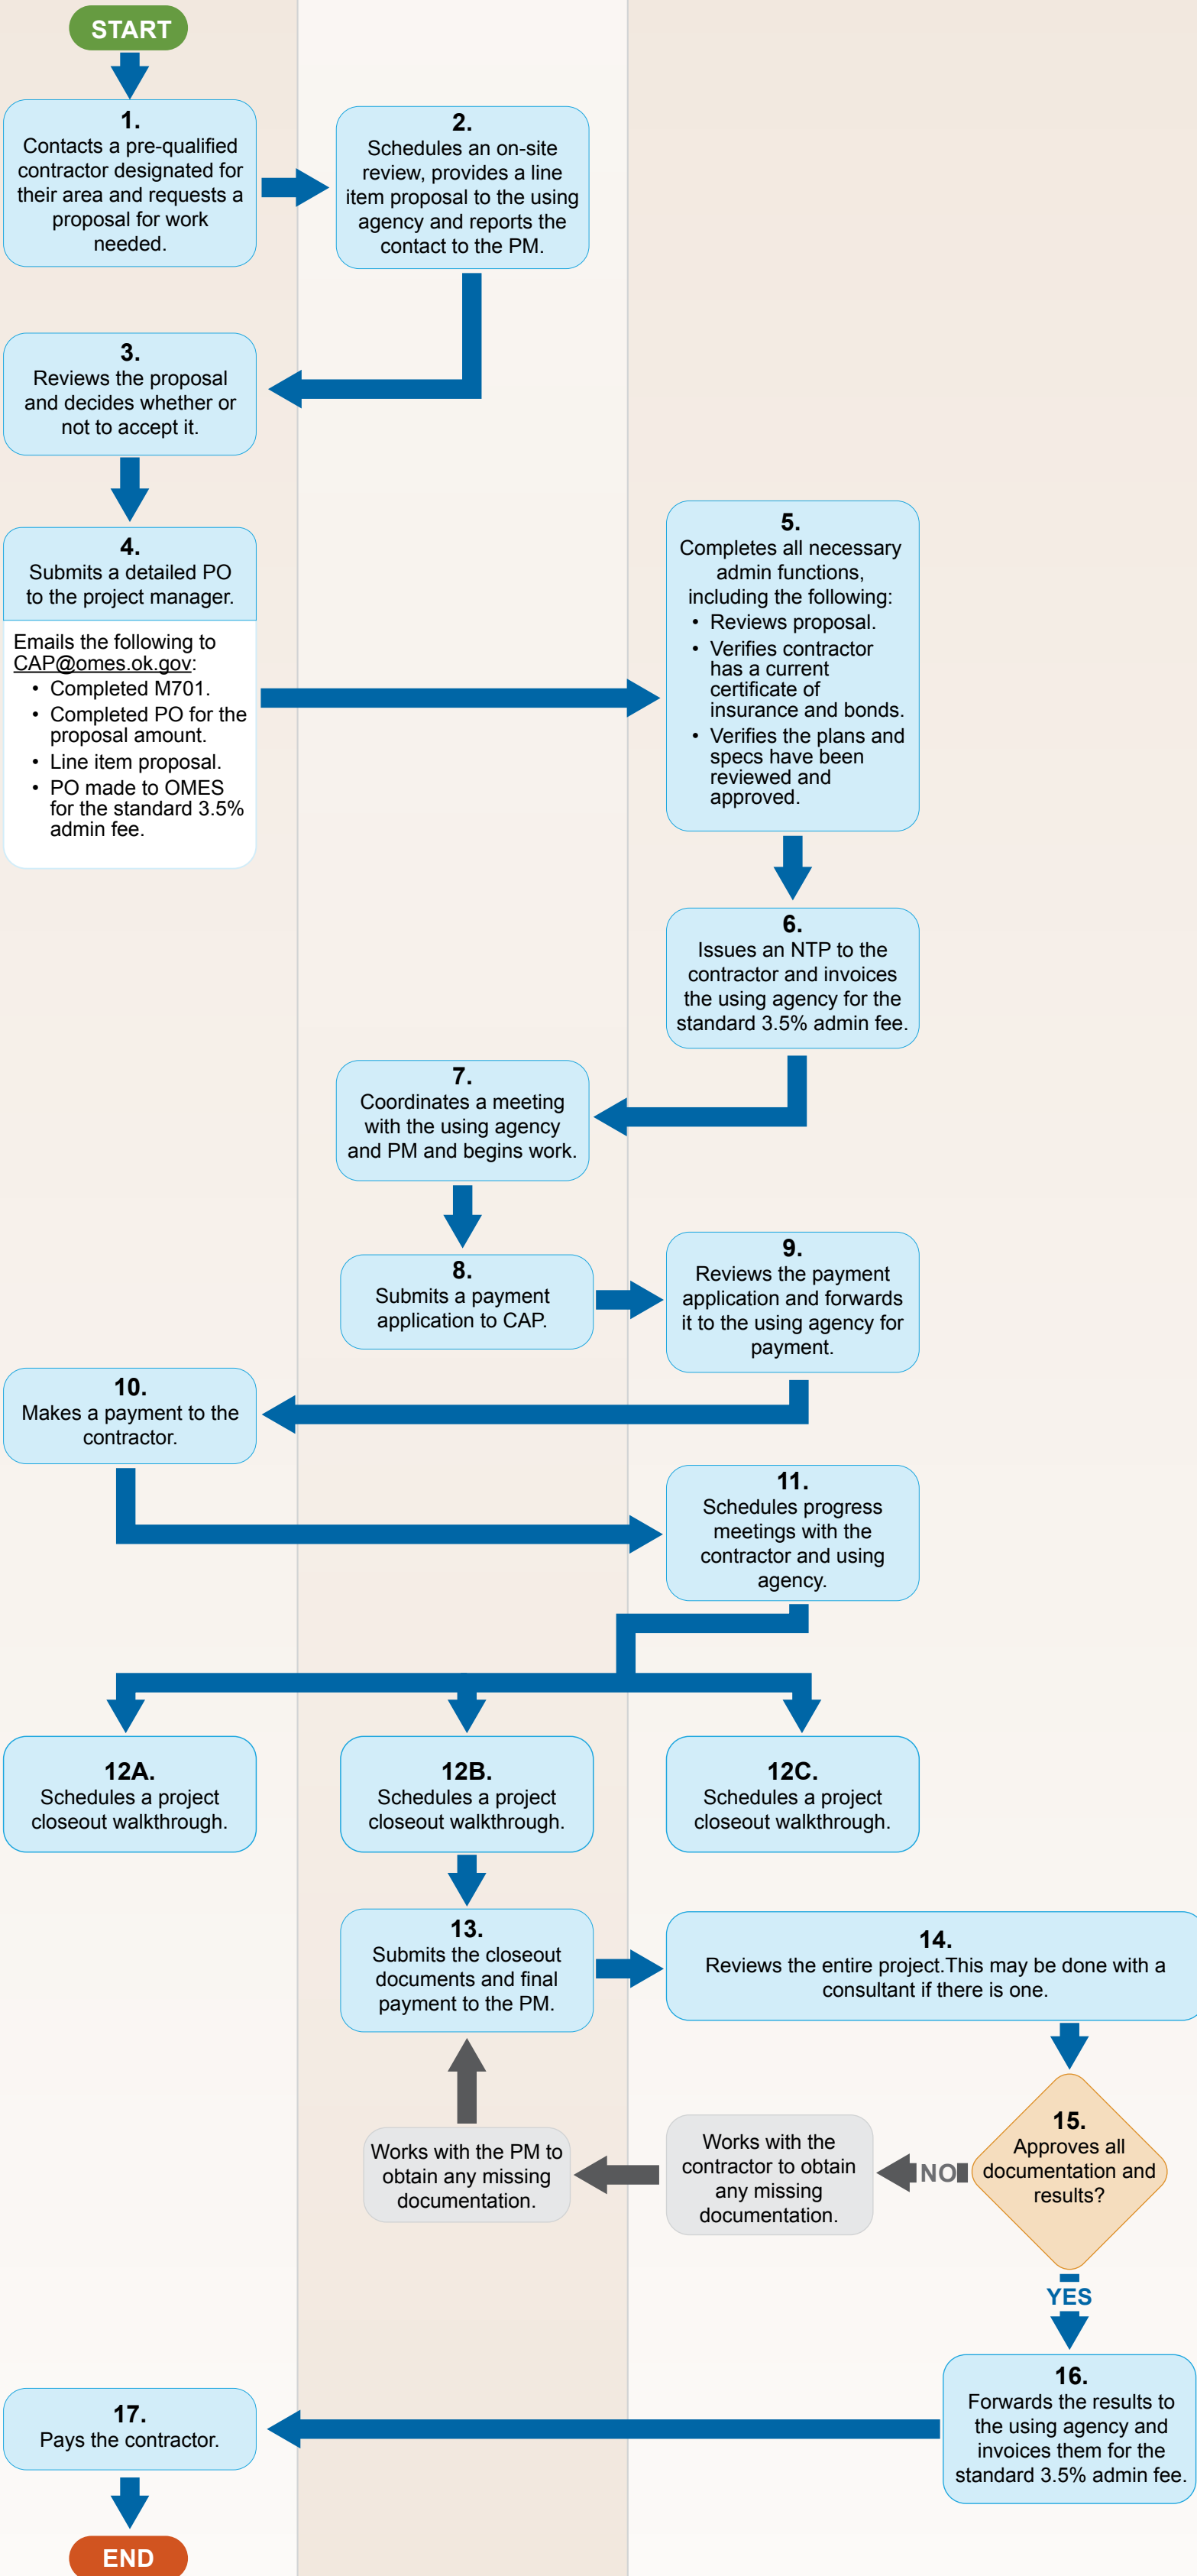 START
1.
Contacts a pre-qualified
contractor designated for
their area and requests a
proposal for work
needed.
2.
Schedules an on-site
review, provides a line
item proposal to the using
agency and reports the
contact to the PM.
3.
Reviews the proposal
and decides whether or
not to accept it.
4.
Submits a detailed PO
to the project manager.
Emails the following to
CAP@omes.ok.gov:
• Completed M701.
• Completed PO for the
proposal amount.
• Line item proposal.
• PO made to OMES
for the standard 3.5%
admin fee.
5.
Completes all necessary
admin functions,
including the following:
• Reviews proposal.
• Verifies contractor
has a current
certificate of
insurance and bonds.
• Verifies the plans and
specs have been
reviewed and
approved.
6.
Issues an NTP to the
contractor and invoices
the using agency for the
standard 3.5% admin fee.
7.
Coordinates a meeting
with the using agency
and PM and begins work.
8.
Submits a payment
application to CAP.
9.
Reviews the payment
application and forwards
it to the using agency for
payment.
10.
Makes a payment to the
contractor.
11.
Schedules progress
meetings with the
contractor and using
agency.
12A.
Schedules a project
closeout walkthrough.
12B.
Schedules a project
closeout walkthrough.
12C.
Schedules a project
closeout walkthrough.
13.
Submits the closeout
documents and final
payment to the PM.
14.
Reviews the entire project.This may be done with a
consultant if there is one.
15.
Approves all
documentation and
results?
NO
Works with the
contractor to obtain
any missing
documentation.
Works with the PM to
obtain any missing
documentation.
YES
16.
Forwards the results to
the using agency and
invoices them for the
standard 3.5% admin fee.
17.
Pays the contractor.
END